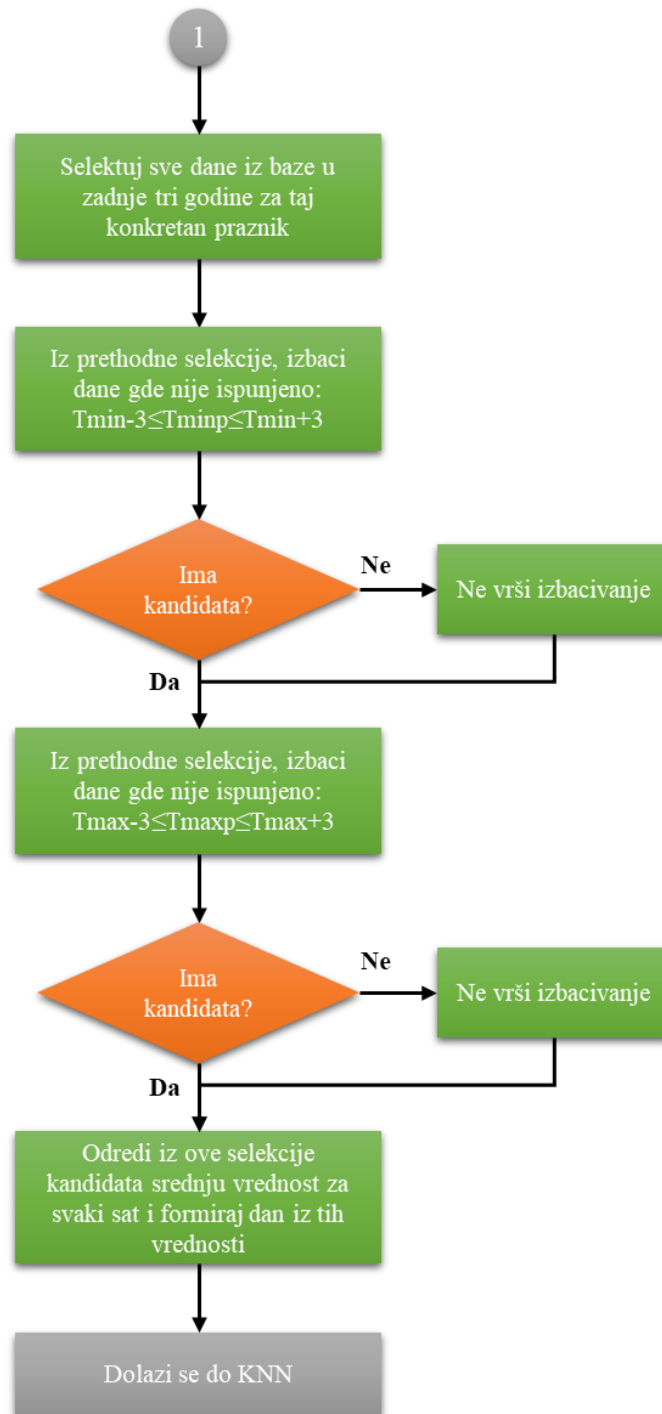 1
Selektuj sve dane iz baze u
zadnje tri godine za taj
konkretan praznik
Iz prethodne selekcije, izbaci
dane gde nije ispunjeno:
Tmin-3≤Tminp≤Tmin+3
Ima
kandidata?
Ne
Ne vrši izbacivanje
Da
Iz prethodne selekcije, izbaci
dane gde nije ispunjeno:
Tmax-3≤Tmaxp≤Tmax+3
Ima
kandidata?
Ne
Ne vrši izbacivanje
Da
Odredi iz ove selekcije
kandidata srednju vrednost za
svaki sat i formiraj dan iz tih
vrednosti
Dolazi se do KNN